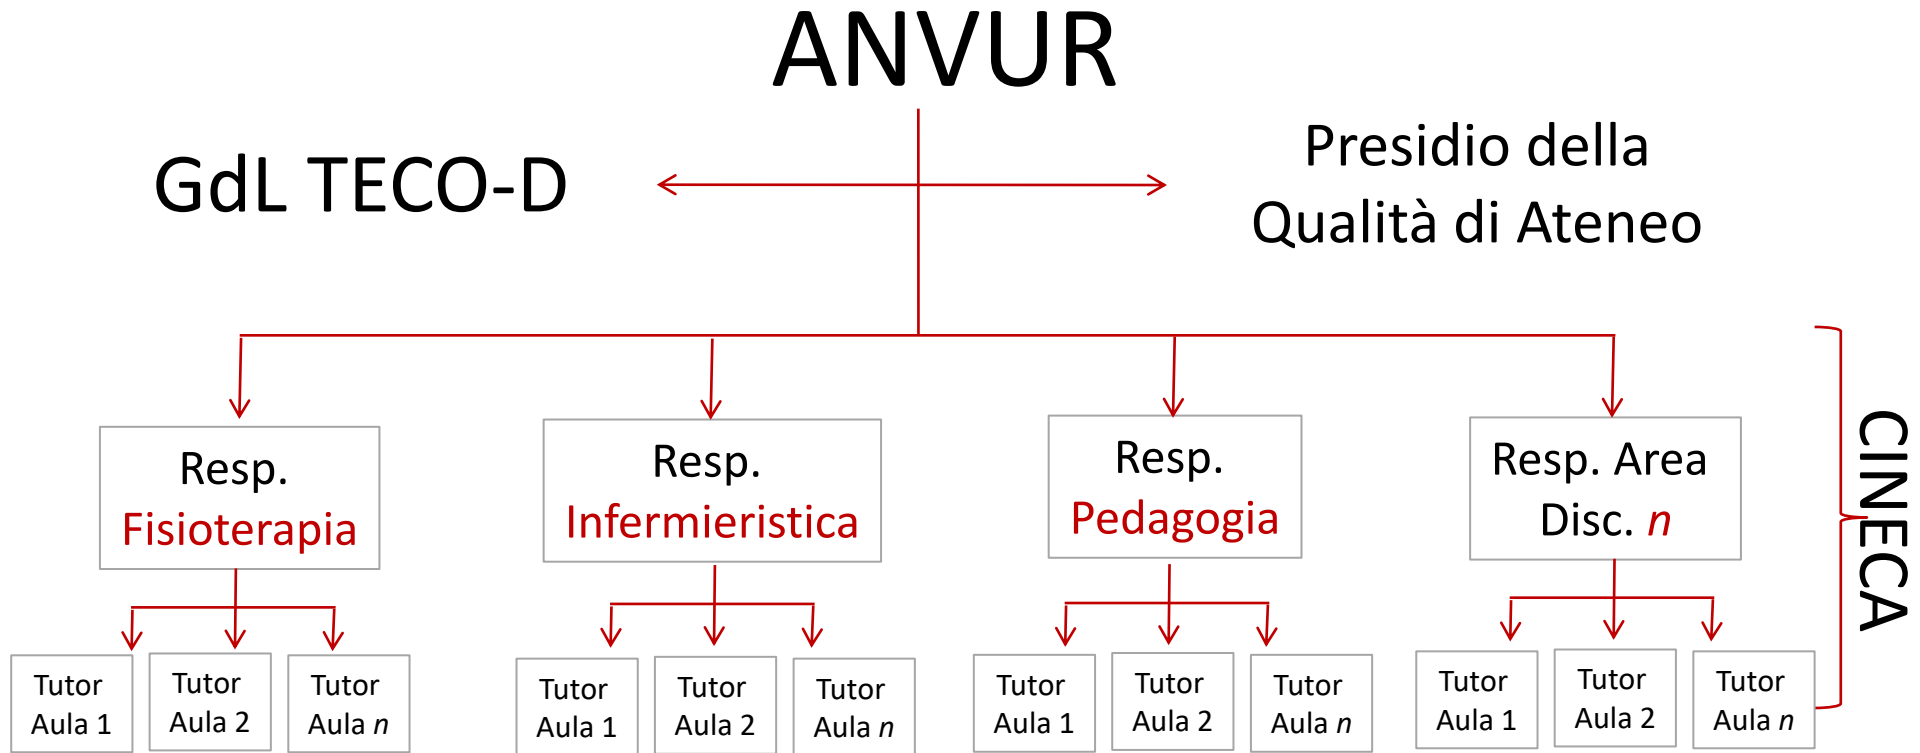 ANVUR
GdL TECO-D
Presidio della
Qualità di Ateneo
Resp.
Fisioterapia
Resp.
Infermieristica
Resp.
Pedagogia
Resp. Area
Disc. n
CINECA
Tutor
Aula 1
Tutor
Aula 2
Tutor
Aula n
Tutor
Aula 1
Tutor
Aula 2
Tutor
Aula n
Tutor
Aula 1
Tutor
Aula 2
Tutor
Aula n
Tutor
Aula 1
Tutor
Aula 2
Tutor
Aula n